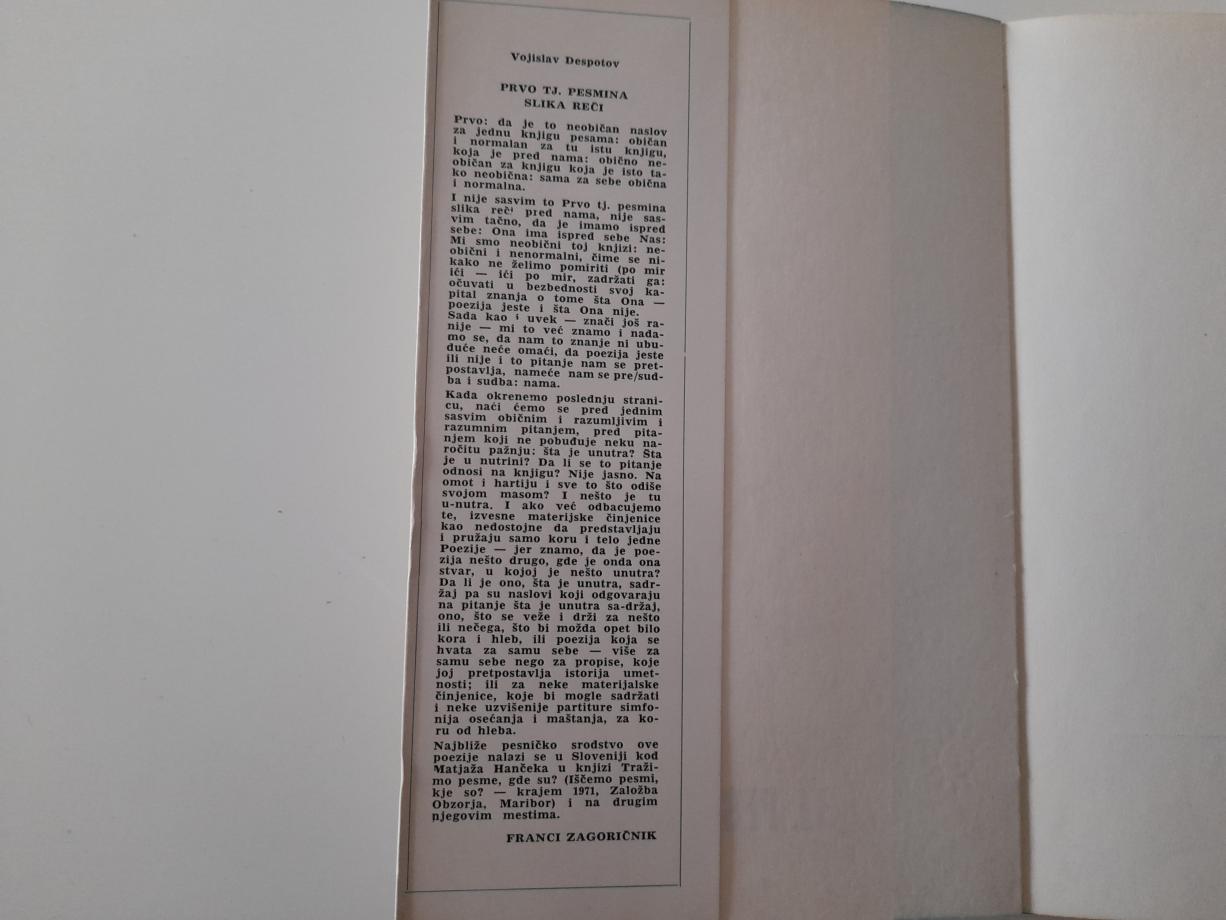 Vojislav Despotov
PRVO TJ. PESMINA
SLIKA REČI
Prvo: da je to neobičan naslov
za jednu knjigu pesama: običan
i normalan za tu istu knjigu,
koja je pred nama: obično ne-
običan za knjigu koja je isto ta-
ko neobična: sama za sebe obična
i normalna.
I nije sasvim to Prvo tj. pesmina
slika reči pred nama, nije sas-
vim tačno, da je imamo ispred
sebe: Ona ima ispred sebe Nas:
Mi smo neobični toj knjizi: ne-
obični i nenormalni, čime se ni-
kako ne želimo pomiriti (po mir
ići — ići po mir, zadržati ga:
očuvati u bezbednosti svoj ka-
pital znanja o tome šta Ona —
poezija jeste i šta Ona nije.
Sada kao i uvek — znači još ra-
nije — mi to već znamo i nada-
mo se, da nam to znanje ni ubu-
duće neće omaći, da poezija jeste
ili nije i to pitanje nam se pret-
postavlja, nameće nam se pre/sud-
ba i sudba: nama.
Kada okrenemo poslednju strani-
cu, naći ćemo se pred jednim
sasvim običnim i razumljivim i
razumnim pitanjem, pred pita-
njem koji ne pobuđuje neku na-
ročitu pažnju: šta je unutra? Šta
je u nutrini? Da li se to pitanje
odnosi na knjigu? Nije jasno. Na
omot i hartiju i sve to što odiše
svojom masom? I nešto je tu
u-nutra. I ako već odbacujemo
te, izvesne materijske činjenice
kao nedostojne da predstavljaju
i pružaju samo koru i telo jedne
Poezije — jer znamo, da je poe-
zija nešto drugo, gde je onda ona
stvar, u kojoj je nešto unutra?
Da li je ono, šta je unutra, sadr-
žaj pa su naslovi koji odgovaraju
na pitanje šta je unutra sa-držaj,
ono, što se veže i drži za nešto
ili nečega, što bi možda opet bilo
kora i hleb, ili poezija koja se
hvata za samu sebe — više za
samu sebe nego za propise, koje
joj pretpostavlja istorija umet-
nosti; ili za neke materijalske
činjenice, koje bi mogle sadržati
i neke uzvišenije partiture simfo-
nija osećanja i maštanja, za ko-
ru od hleba.
Najbliže pesničko srodstvo ove
poezije nalazi se u Sloveniji kod
Matjaža Hančeka u knjizi Traži-
mo pesme, gde su? (Iščemo pesmi,
kje so? — krajem 1971, Založba
Obzorja, Maribor) i na drugim
njegovim mestima.
FRANCI ZAGORIČNIK